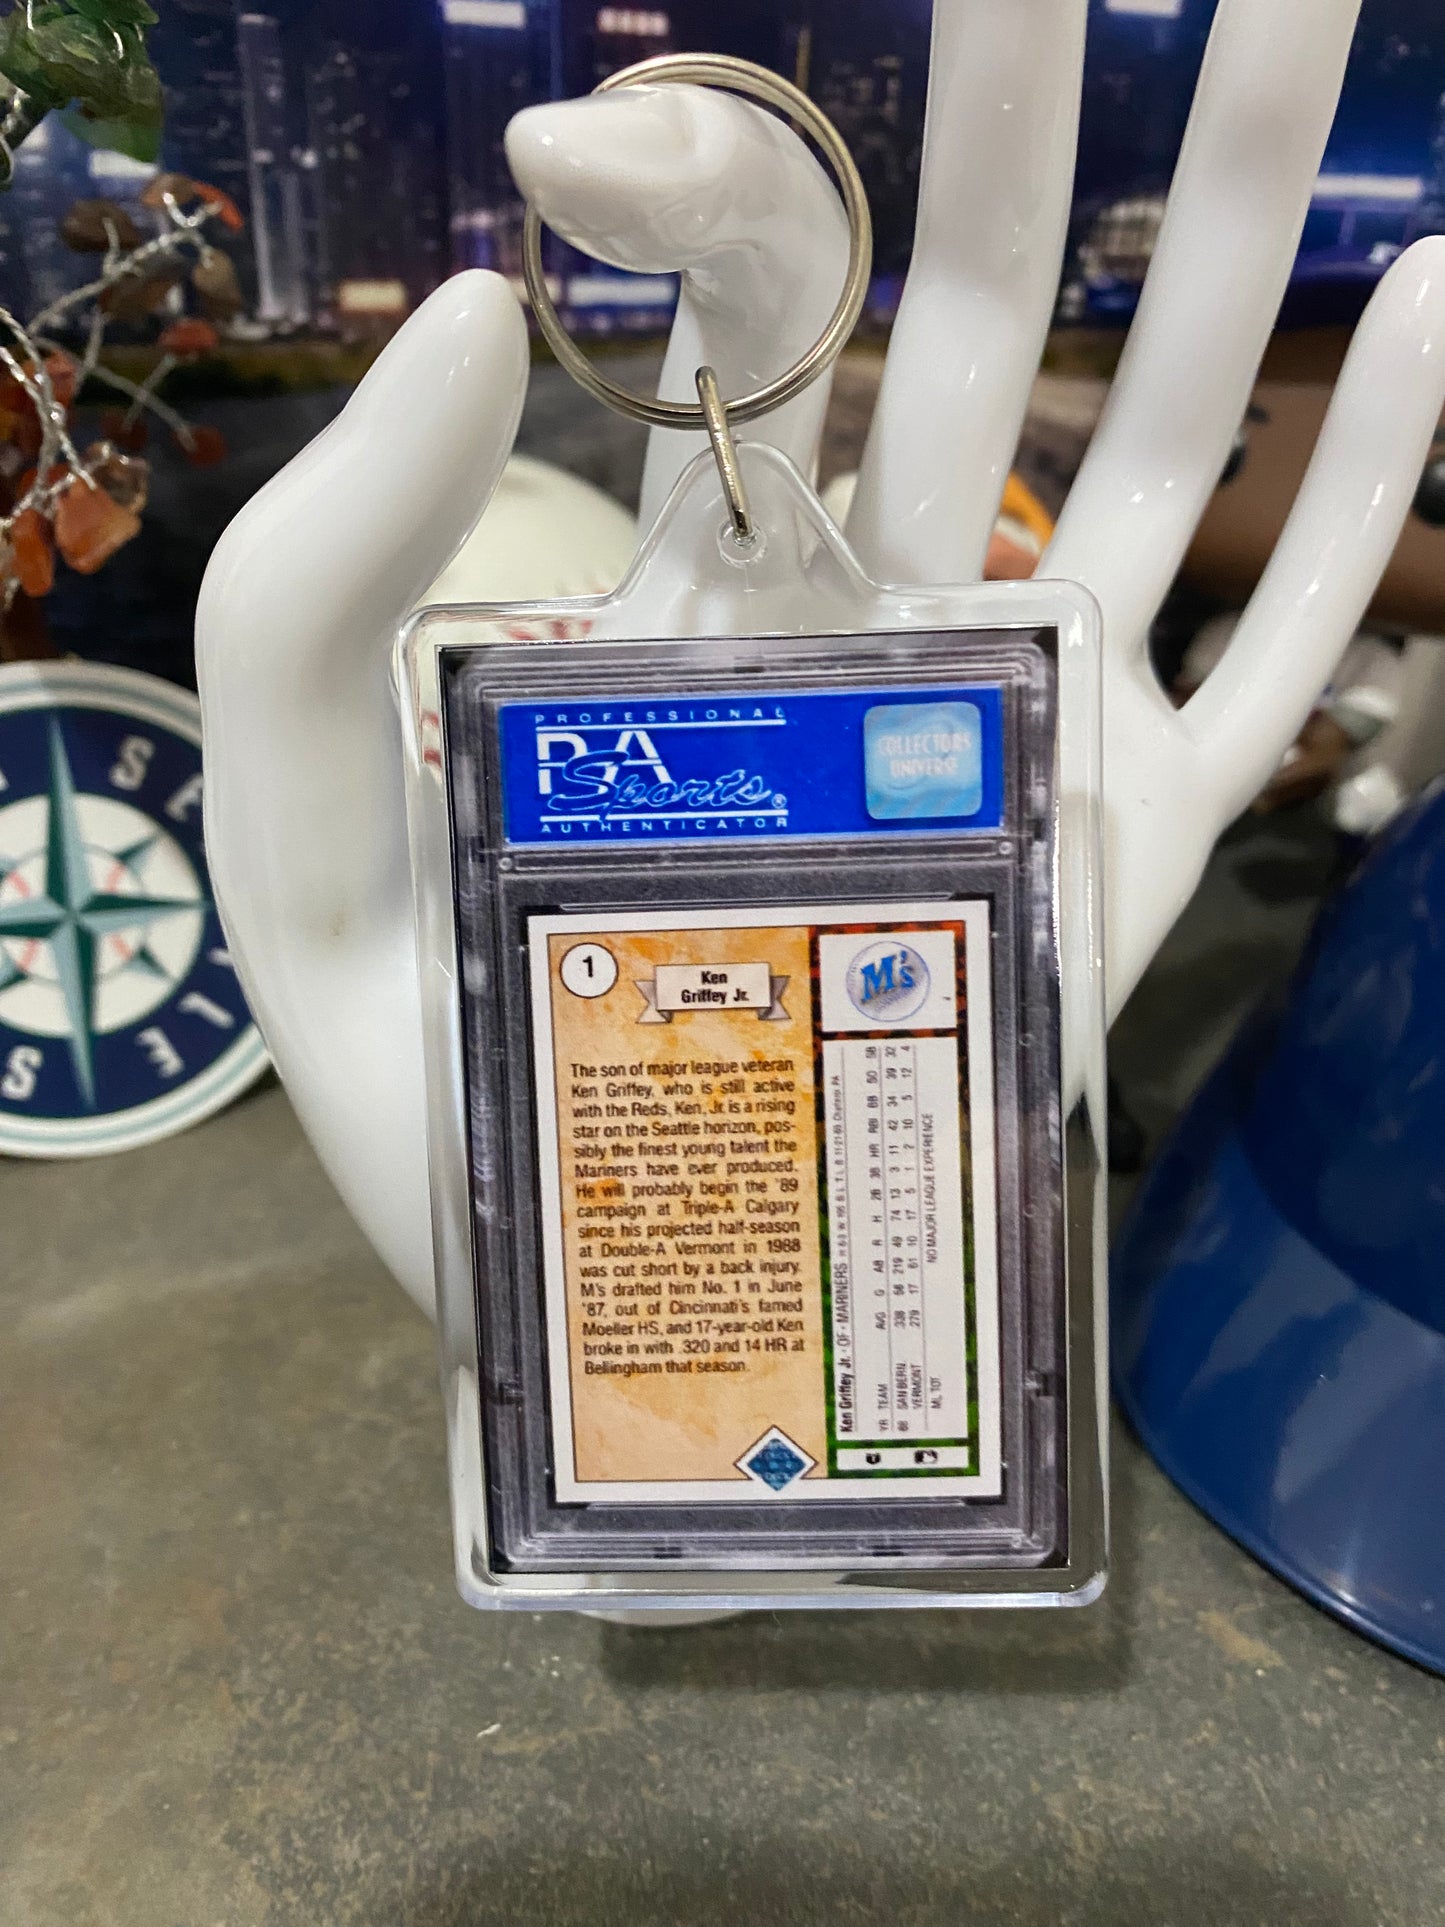 PROFESSIONAL
PSA
Sports®
AUTHENTICATOR
COLLECTORS
UNIVERSE
1
Ken
Griffey Jr.
The son of major league veteran
Ken Griffey, who is still active
with the Reds, Ken, Jr. is a rising
star on the Seattle horizon, pos-
sibly the finest young talent the
Mariners have ever produced.
He will probably begin the '89
campaign at Triple-A Calgary
since his projected half-season
at Double-A Vermont in 1988
was cut short by a back injury.
M's drafted him No. 1 in June
'87, out of Cincinnati's famed
Moeller HS, and 17-year-old Ken
broke in with .320 and 14 HR at
Bellingham that season.
M's
Ken Griffey Jr. · OF · MARINERS
YR TEAM AVG G AB R H 2B 3B HR RBI BB SO SB
88 SAN BERN. .338 58 219 49 74 13 3 11 42 34 39 32
VERMONT .279 17 61 10 17 5 1 2 10 5 12 4
ML TOT. NO MAJOR LEAGUE EXPERIENCE
S E
S E